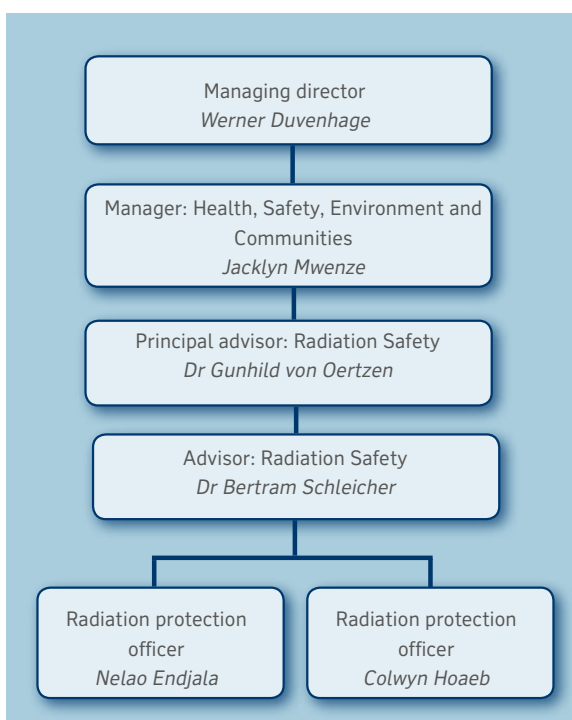 Managing director
Werner Duvenhage
Manager: Health, Safety, Environment and
Communities
Jacklyn Mwenze
Principal advisor: Radiation Safety
Dr Gunhild von Oertzen
Advisor: Radiation Safety
Dr Bertram Schleicher
Radiation protection
officer
Nelao Endjala
Radiation protection
officer
Colwyn Hoaeb